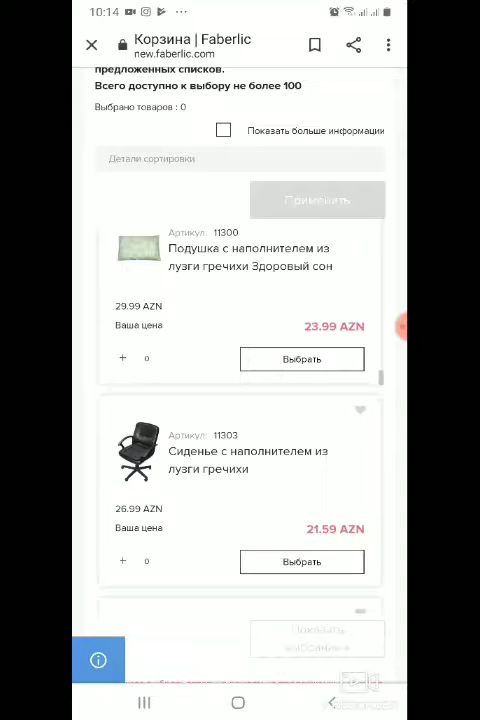 10:14
Корзина | Faberlic
new.faberlic.com
предложенных списков.
Всего доступно к выбору не более 100
Выбрано товаров : 0
Показать больше информации
Детали сортировки
Применить
Артикул: 11300
Подушка с наполнителем из
лузги гречихи Здоровый сон
29.99 AZN
Ваша цена 23.99 AZN
+ 0 Выбрать
Артикул: 11303
Сиденье с наполнителем из
лузги гречихи
26.99 AZN
Ваша цена 21.59 AZN
+ 0 Выбрать
Показать